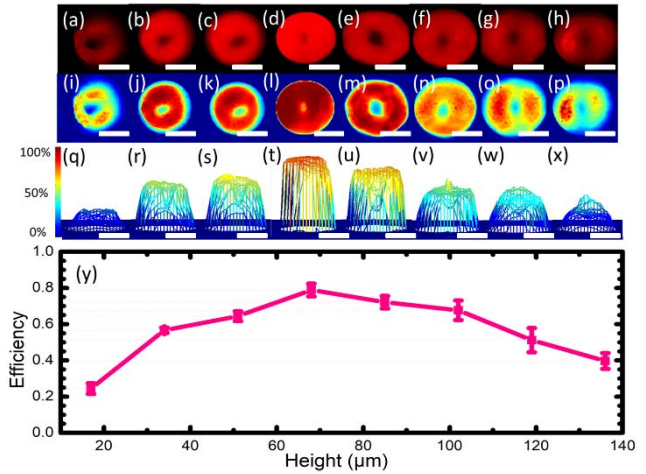 (a) (b) (c) (d) (e) (f) (g) (h)
(i) (j) (k) (l) (m) (n) (o) (p)
100% (q) (r) (s) (t) (u) (v) (w) (x)
50%
0%
1.0
(y)
0.8
0.6
0.4
0.2
0.0
Efficiency
20 40 60 80 100 120 140
Height (μm)